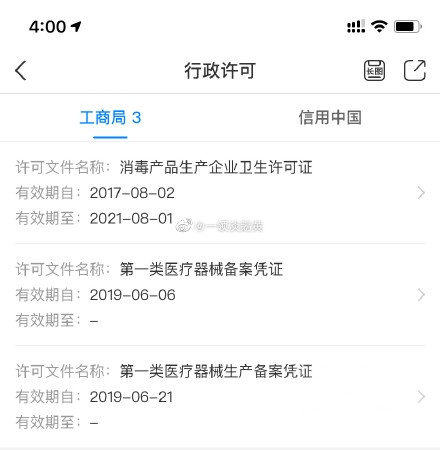 4:00
行政许可
长图
工商局 3
信用中国
许可文件名称：消毒产品生产企业卫生许可证
有效期自：2017-08-02
有效期至：2021-08-01
许可文件名称：第一类医疗器械备案凭证
有效期自：2019-06-06
有效期至：-
许可文件名称：第一类医疗器械生产备案凭证
有效期自：2019-06-21
有效期至：-